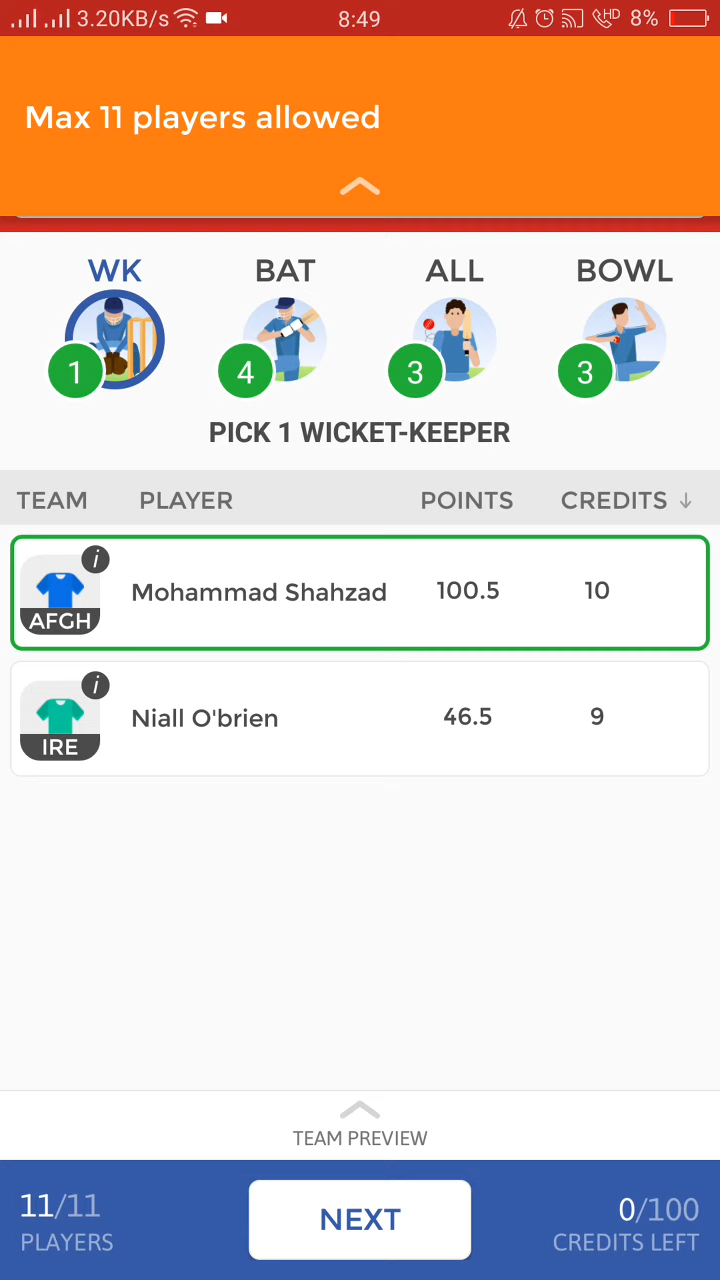 3.20KB/s 8:49 HD 8%
Max 11 players allowed
WK BAT ALL BOWL
1 4 3 3
PICK 1 WICKET-KEEPER
TEAM PLAYER POINTS CREDITS ↓
i
Mohammad Shahzad 100.5 10
AFGH
i
Niall O'brien 46.5 9
IRE
TEAM PREVIEW
11/11 NEXT 0/100
PLAYERS CREDITS LEFT